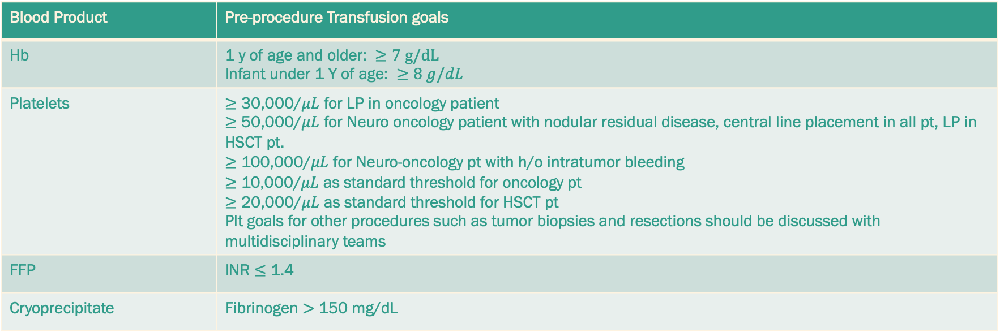 Blood Product
Pre-procedure Transfusion goals
Hb
1 y of age and older: ≥ 7 g/dL
Infant under 1 Y of age: ≥ 8 g/dL
Platelets
≥ 30,000/μL for LP in oncology patient
≥ 50,000/μL for Neuro oncology patient with nodular residual disease, central line placement in all pt, LP in
HSCT pt.
≥ 100,000/μL for Neuro-oncology pt with h/o intratumor bleeding
≥ 10,000/μL as standard threshold for oncology pt
≥ 20,000/μL as standard threshold for HSCT pt
Plt goals for other procedures such as tumor biopsies and resections should be discussed with
multidisciplinary teams
FFP
INR ≤ 1.4
Cryoprecipitate
Fibrinogen > 150 mg/dL